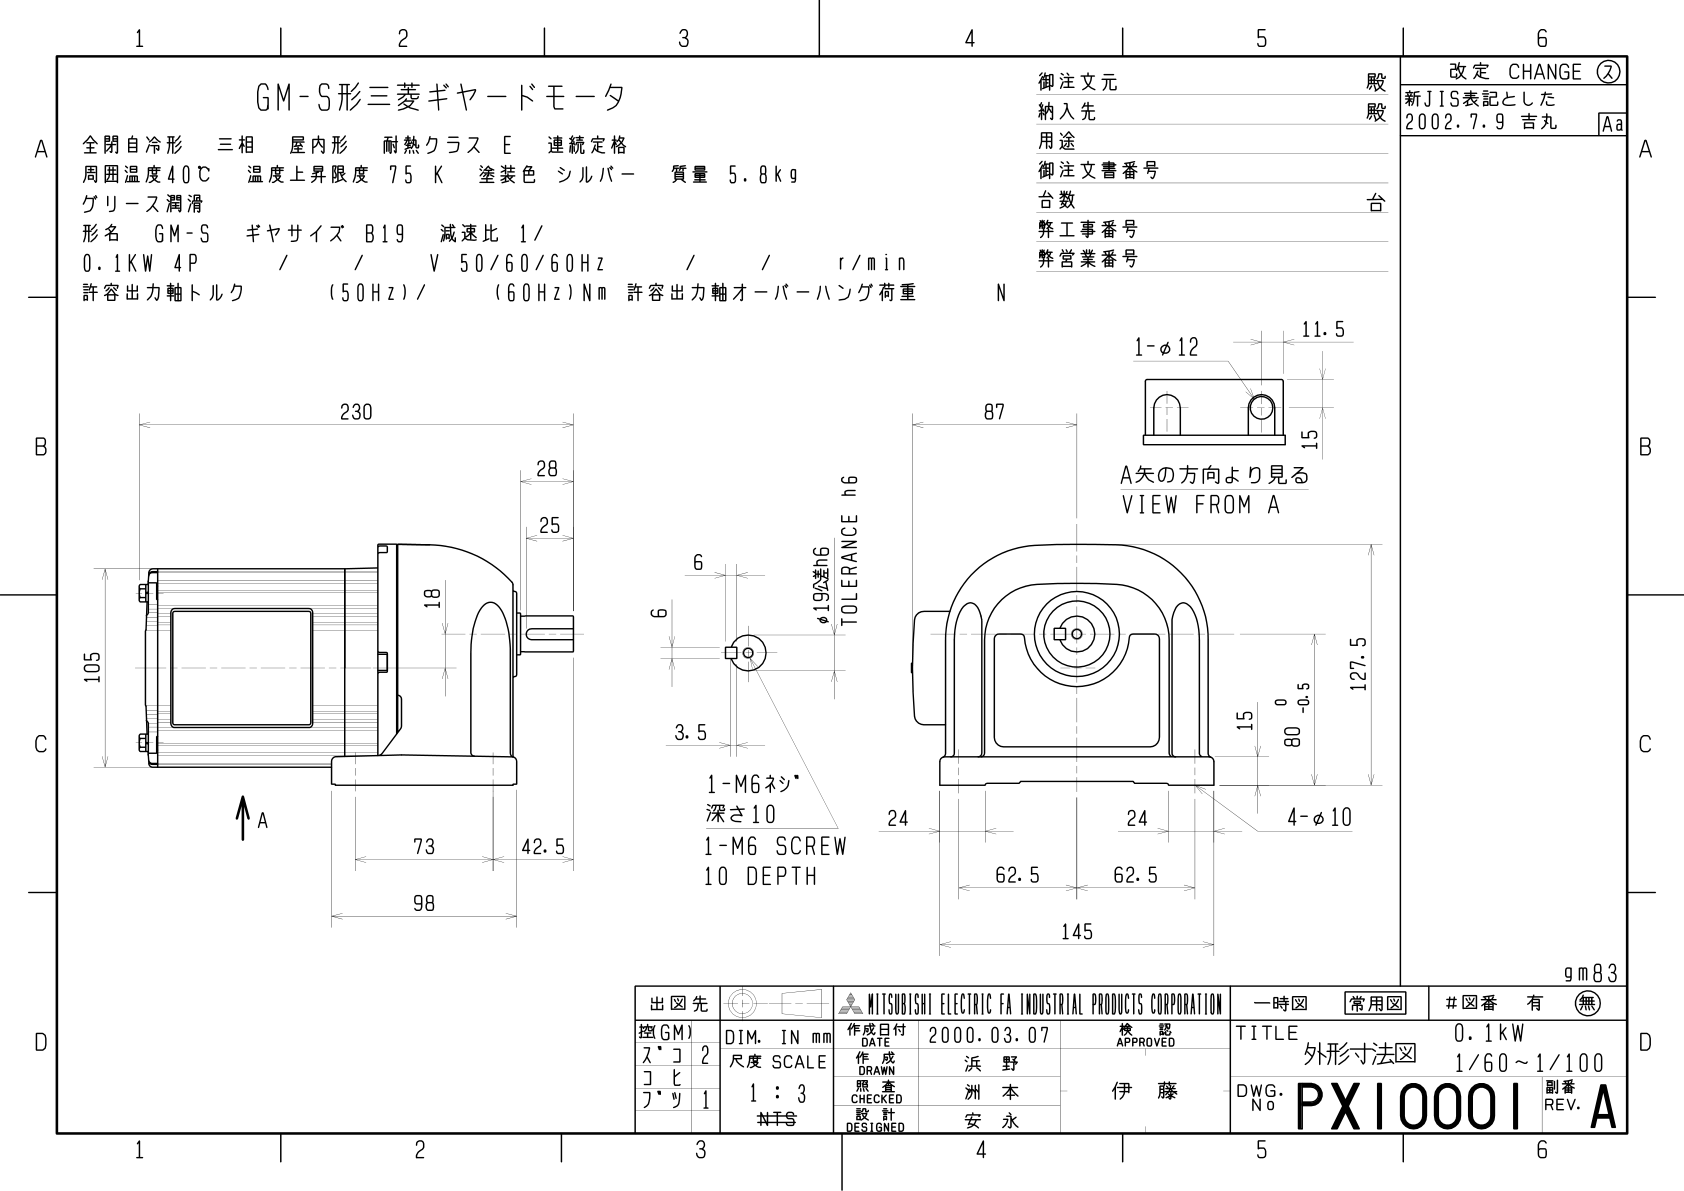 1 2 3 4 5 6
GM-S形三菱ギヤードモータ
全閉自冷形 三相 屋内形 耐熱クラス E 連続定格
周囲温度40℃ 温度上昇限度 75 K 塗装色 シルバー 質量 5.8kg
グリース潤滑
形名 GM-S ギヤサイズ B19 減速比 1/
0.1KW 4P / / V 50/60/60Hz / / r/min
許容出力軸トルク (50Hz)/ (60Hz)Nm 許容出力軸オーバーハング荷重 N
御注文元 殿
納入先 殿
用途
御注文書番号
台数 台
弊工事番号
弊営業番号
改定 CHANGE ス
新JIS表記とした
2002.7.9 吉丸 Aa
A A
B B
C C
D D
11.5
1-φ12
15
A矢の方向より見る
VIEW FROM A
230
28
25
18
105
A
73
42.5
98
6
6
3.5
φ19公差h6
TOLERANCE h6
1-M6ネジ
深さ10
1-M6 SCREW
10 DEPTH
87
127.5
15
80 0 -0.5
24
24
4-φ10
62.5
62.5
145
gm83
出図先
控(GM)
ズコ 2
コヒ
ブツ 1
DIM. IN mm
尺度 SCALE
1 : 3
NTS
MITSUBISHI ELECTRIC FA INDUSTRIAL PRODUCTS CORPORATION
作成日付 DATE 2000.03.07
作成 DRAWN 浜野
照査 CHECKED 洲本
設計 DESIGNED 安永
検認 APPROVED
伊藤
一時図 常用図 #図番 有 無
TITLE 0.1kW
外形寸法図 1/60~1/100
DWG. No PX10001 副番 REV. A
1 2 3 4 5 6